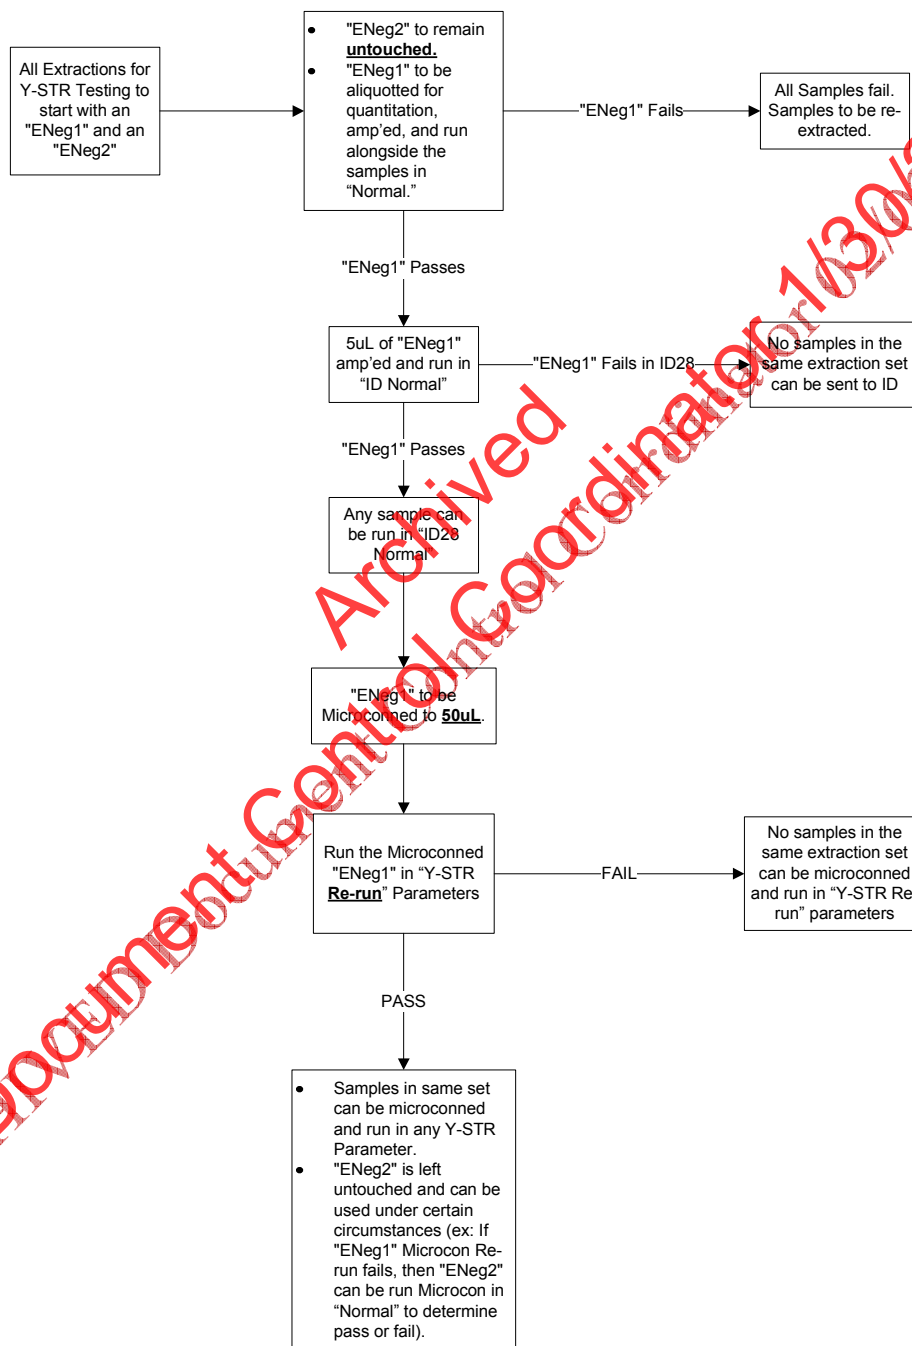 All Extractions for
Y-STR Testing to
start with an
"ENeg1" and an
"ENeg2"
• "ENeg2" to remain
untouched.
• "ENeg1" to be
aliquotted for
quantitation,
amp'ed, and run
alongside the
samples in
“Normal.”
"ENeg1" Fails
All Samples fail.
Samples to be re-
extracted.
"ENeg1" Passes
5uL of "ENeg1"
amp'ed and run in
“ID Normal”
"ENeg1" Fails in ID28
No samples in the
same extraction set
can be sent to ID
"ENeg1" Passes
Any sample can
be run in “ID28
Normal”
"ENeg1" to be
Microconned to 50uL.
Run the Microconned
"ENeg1" in “Y-STR
Re-run” Parameters
FAIL
No samples in the
same extraction set
can be microconned
and run in “Y-STR Re-
run” parameters
PASS
• Samples in same set
can be microconned
and run in any Y-STR
Parameter.
• "ENeg2" is left
untouched and can be
used under certain
circumstances (ex: If
"ENeg1" Microcon Re-
run fails, then "ENeg2"
can be run Microcon in
“Normal” to determine
pass or fail).
Archived
Document Control Coordinator 1/30/